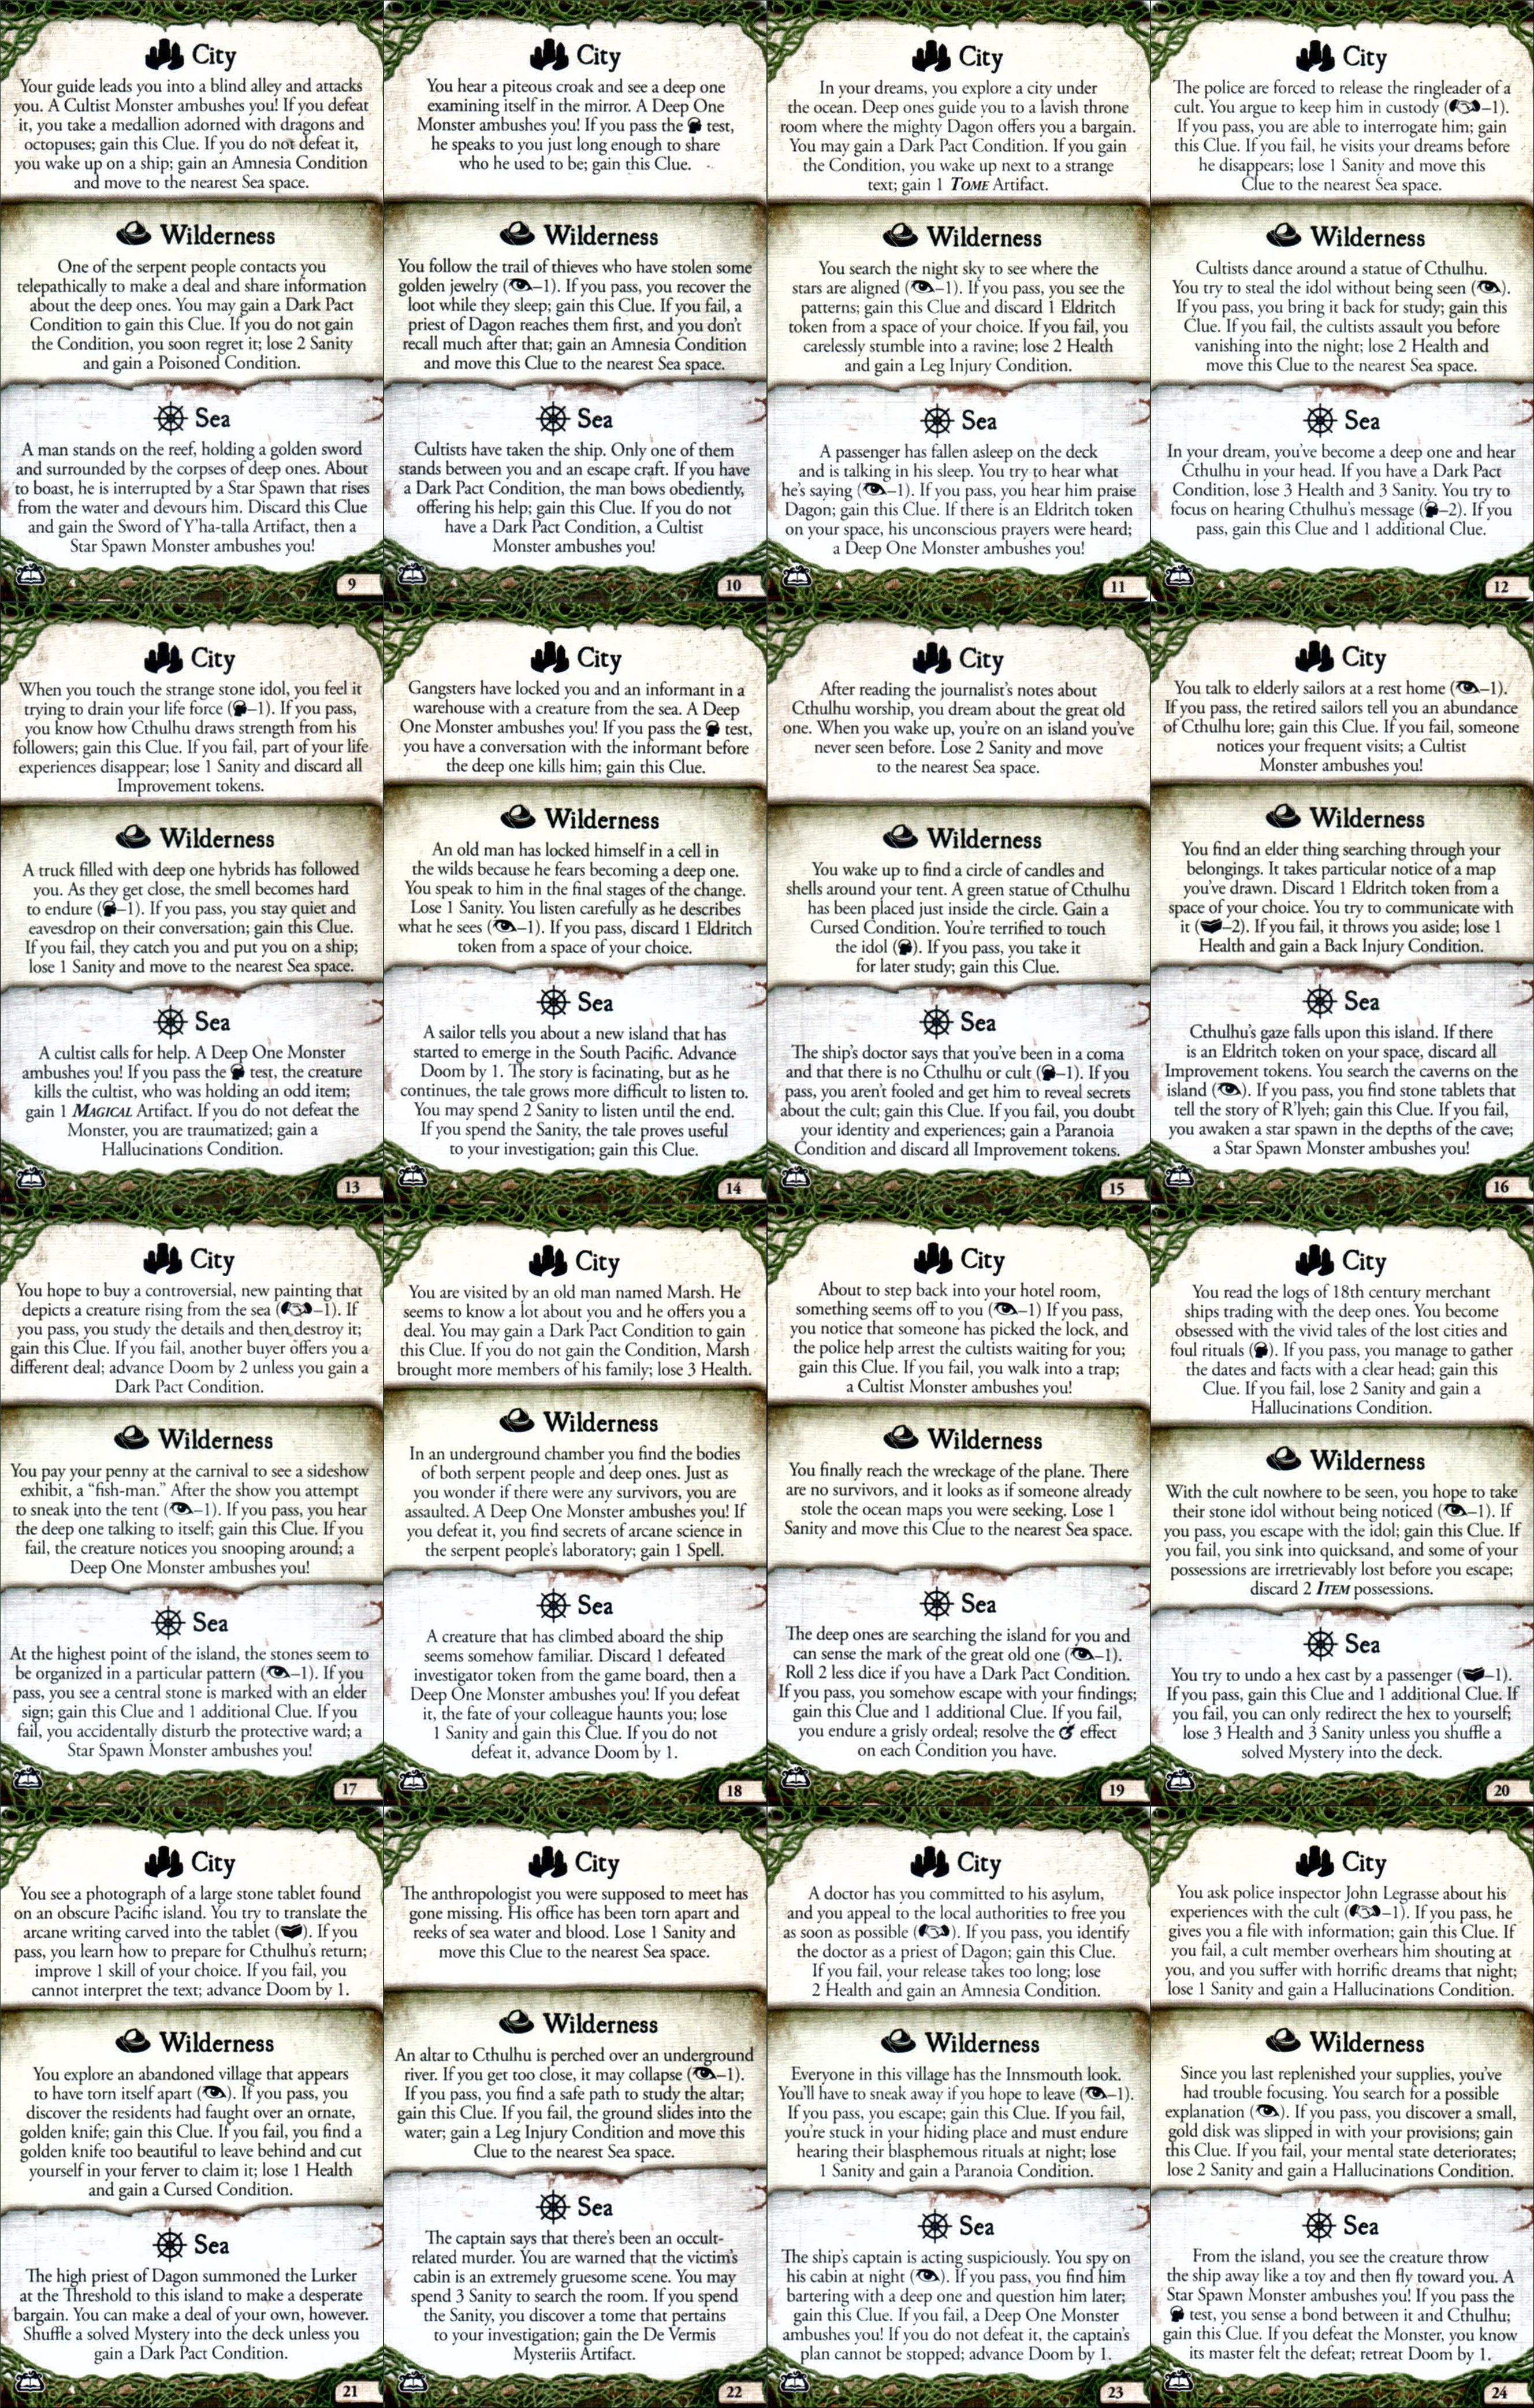 City
Your guide leads you into a blind alley and attacks
you. A Cultist Monster ambushes you! If you defeat
it, you take a medallion adorned with dragons and
octopuses; gain this Clue. If you do not defeat it,
you wake up on a ship; gain an Amnesia Condition
and move to the nearest Sea space.
Wilderness
One of the serpent people contacts you
telepathically to make a deal and share information
about the deep ones. You may gain a Dark Pact
Condition to gain this Clue. If you do not gain
the Condition, you soon regret it; lose 2 Sanity
and gain a Poisoned Condition.
Sea
A man stands on the reef, holding a golden sword
and surrounded by the corpses of deep ones. About
to boast, he is interrupted by a Star Spawn that rises
from the water and devours him. Discard this Clue
and gain the Sword of Y'ha-talla Artifact, then a
Star Spawn Monster ambushes you!
9
City
You hear a piteous croak and see a deep one
examining itself in the mirror. A Deep One
Monster ambushes you! If you pass the test,
he speaks to you just long enough to share
who he used to be; gain this Clue.
Wilderness
You follow the trail of thieves who have stolen some
golden jewelry (–1). If you pass, you recover the
loot while they sleep; gain this Clue. If you fail, a
priest of Dagon reaches them first, and you don't
recall much after that; gain an Amnesia Condition
and move this Clue to the nearest Sea space.
Sea
Cultists have taken the ship. Only one of them
stands between you and an escape craft. If you have
a Dark Pact Condition, the man bows obediently,
offering his help; gain this Clue. If you do not
have a Dark Pact Condition, a Cultist
Monster ambushes you!
10
City
In your dreams, you explore a city under
the ocean. Deep ones guide you to a lavish throne
room where the mighty Dagon offers you a bargain.
You may gain a Dark Pact Condition. If you gain
the Condition, you wake up next to a strange
text; gain 1 TOME Artifact.
Wilderness
You search the night sky to see where the
stars are aligned (–1). If you pass, you see the
patterns; gain this Clue and discard 1 Eldritch
token from a space of your choice. If you fail, you
carelessly stumble into a ravine; lose 2 Health
and gain a Leg Injury Condition.
Sea
A passenger has fallen asleep on the deck
and is talking in his sleep. You try to hear what
he's saying (–1). If you pass, you hear him praise
Dagon; gain this Clue. If there is an Eldritch token
on your space, his unconscious prayers were heard;
a Deep One Monster ambushes you!
11
City
The police are forced to release the ringleader of a
cult. You argue to keep him in custody (–1).
If you pass, you are able to interrogate him; gain
this Clue. If you fail, he visits your dreams before
he disappears; lose 1 Sanity and move this
Clue to the nearest Sea space.
Wilderness
Cultists dance around a statue of Cthulhu.
You try to steal the idol without being seen ().
If you pass, you bring it back for study; gain this
Clue. If you fail, the cultists assault you before
vanishing into the night; lose 2 Health and
move this Clue to the nearest Sea space.
Sea
In your dream, you've become a deep one and hear
Cthulhu in your head. If you have a Dark Pact
Condition, lose 3 Health and 3 Sanity. You try to
focus on hearing Cthulhu's message (–2). If you
pass, gain this Clue and 1 additional Clue.
12
City
When you touch the strange stone idol, you feel it
trying to drain your life force (–1). If you pass,
you know how Cthulhu draws strength from his
followers; gain this Clue. If you fail, part of your life
experiences disappear; lose 1 Sanity and discard all
Improvement tokens.
Wilderness
A truck filled with deep one hybrids has followed
you. As they get close, the smell becomes hard
to endure (–1). If you pass, you stay quiet and
eavesdrop on their conversation; gain this Clue.
If you fail, they catch you and put you on a ship;
lose 1 Sanity and move to the nearest Sea space.
Sea
A cultist calls for help. A Deep One Monster
ambushes you! If you pass the test, the creature
kills the cultist, who was holding an odd item;
gain 1 MAGICAL Artifact. If you do not defeat the
Monster, you are traumatized; gain a
Hallucinations Condition.
13
City
Gangsters have locked you and an informant in a
warehouse with a creature from the sea. A Deep
One Monster ambushes you! If you pass the test,
you have a conversation with the informant before
the deep one kills him; gain this Clue.
Wilderness
An old man has locked himself in a cell in
the wilds because he fears becoming a deep one.
You speak to him in the final stages of the change.
Lose 1 Sanity. You listen carefully as he describes
what he sees (–1). If you pass, discard 1 Eldritch
token from a space of your choice.
Sea
A sailor tells you about a new island that has
started to emerge in the South Pacific. Advance
Doom by 1. The story is facinating, but as he
continues, the tale grows more difficult to listen to.
You may spend 2 Sanity to listen until the end.
If you spend the Sanity, the tale proves useful
to your investigation; gain this Clue.
14
City
After reading the journalist's notes about
Cthulhu worship, you dream about the great old
one. When you wake up, you're on an island you've
never seen before. Lose 2 Sanity and move
to the nearest Sea space.
Wilderness
You wake up to find a circle of candles and
shells around your tent. A green statue of Cthulhu
has been placed just inside the circle. Gain a
Cursed Condition. You're terrified to touch
the idol (). If you pass, you take it
for later study; gain this Clue.
Sea
The ship's doctor says that you've been in a coma
and that there is no Cthulhu or cult (–1). If you
pass, you aren't fooled and get him to reveal secrets
about the cult; gain this Clue. If you fail, you doubt
your identity and experiences; gain a Paranoia
Condition and discard all Improvement tokens.
15
City
You talk to elderly sailors at a rest home (–1).
If you pass, the retired sailors tell you an abundance
of Cthulhu lore; gain this Clue. If you fail, someone
notices your frequent visits; a Cultist
Monster ambushes you!
Wilderness
You find an elder thing searching through your
belongings. It takes particular notice of a map
you've drawn. Discard 1 Eldritch token from a
space of your choice. You try to communicate with
it (–2). If you fail, it throws you aside; lose 1
Health and gain a Back Injury Condition.
Sea
Cthulhu's gaze falls upon this island. If there
is an Eldritch token on your space, discard all
Improvement tokens. You search the caverns on the
island (). If you pass, you find stone tablets that
tell the story of R'lyeh; gain this Clue. If you fail,
you awaken a star spawn in the depths of the cave;
a Star Spawn Monster ambushes you!
16
City
You hope to buy a controversial, new painting that
depicts a creature rising from the sea (–1). If
you pass, you study the details and then destroy it;
gain this Clue. If you fail, another buyer offers you a
different deal; advance Doom by 2 unless you gain a
Dark Pact Condition.
Wilderness
You pay your penny at the carnival to see a sideshow
exhibit, a “fish-man.” After the show you attempt
to sneak into the tent (–1). If you pass, you hear
the deep one talking to itself; gain this Clue. If you
fail, the creature notices you snooping around; a
Deep One Monster ambushes you!
Sea
At the highest point of the island, the stones seem to
be organized in a particular pattern (–1). If you
pass, you see a central stone is marked with an elder
sign; gain this Clue and 1 additional Clue. If you
fail, you accidentally disturb the protective ward; a
Star Spawn Monster ambushes you!
17
City
You are visited by an old man named Marsh. He
seems to know a lot about you and he offers you a
deal. You may gain a Dark Pact Condition to gain
this Clue. If you do not gain the Condition, Marsh
brought more members of his family; lose 3 Health.
Wilderness
In an underground chamber you find the bodies
of both serpent people and deep ones. Just as
you wonder if there were any survivors, you are
assaulted. A Deep One Monster ambushes you! If
you defeat it, you find secrets of arcane science in
the serpent people's laboratory; gain 1 Spell.
Sea
A creature that has climbed aboard the ship
seems somehow familiar. Discard 1 defeated
investigator token from the game board, then a
Deep One Monster ambushes you! If you defeat
it, the fate of your colleague haunts you; lose
1 Sanity and gain this Clue. If you do not
defeat it, advance Doom by 1.
18
City
About to step back into your hotel room,
something seems off to you (–1) If you pass,
you notice that someone has picked the lock, and
the police help arrest the cultists waiting for you;
gain this Clue. If you fail, you walk into a trap;
a Cultist Monster ambushes you!
Wilderness
You finally reach the wreckage of the plane. There
are no survivors, and it looks as if someone already
stole the ocean maps you were seeking. Lose 1
Sanity and move this Clue to the nearest Sea space.
Sea
The deep ones are searching the island for you and
can sense the mark of the great old one (–1).
Roll 2 less dice if you have a Dark Pact Condition.
If you pass, you somehow escape with your findings;
gain this Clue and 1 additional Clue. If you fail,
you endure a grisly ordeal; resolve the effect
on each Condition you have.
19
City
You read the logs of 18th century merchant
ships trading with the deep ones. You become
obsessed with the vivid tales of the lost cities and
foul rituals (). If you pass, you manage to gather
the dates and facts with a clear head; gain this
Clue. If you fail, lose 2 Sanity and gain a
Hallucinations Condition.
Wilderness
With the cult nowhere to be seen, you hope to take
their stone idol without being noticed (–1). If
you pass, you escape with the idol; gain this Clue. If
you fail, you sink into quicksand, and some of your
possessions are irretrievably lost before you escape;
discard 2 ITEM possessions.
Sea
You try to undo a hex cast by a passenger (–1).
If you pass, gain this Clue and 1 additional Clue. If
you fail, you can only redirect the hex to yourself;
lose 3 Health and 3 Sanity unless you shuffle a
solved Mystery into the deck.
20
City
You see a photograph of a large stone tablet found
on an obscure Pacific island. You try to translate the
arcane writing carved into the tablet (). If you
pass, you learn how to prepare for Cthulhu's return;
improve 1 skill of your choice. If you fail, you
cannot interpret the text; advance Doom by 1.
Wilderness
You explore an abandoned village that appears
to have torn itself apart (). If you pass, you
discover the residents had fought over an ornate,
golden knife; gain this Clue. If you fail, you find a
golden knife too beautiful to leave behind and cut
yourself in your ferver to claim it; lose 1 Health
and gain a Cursed Condition.
Sea
The high priest of Dagon summoned the Lurker
at the Threshold to this island to make a desperate
bargain. You can make a deal of your own, however.
Shuffle a solved Mystery into the deck unless you
gain a Dark Pact Condition.
21
City
The anthropologist you were supposed to meet has
gone missing. His office has been torn apart and
reeks of sea water and blood. Lose 1 Sanity and
move this Clue to the nearest Sea space.
Wilderness
An altar to Cthulhu is perched over an underground
river. If you get too close, it may collapse (–1).
If you pass, you find a safe path to study the altar;
gain this Clue. If you fail, the ground slides into the
water; gain a Leg Injury Condition and move this
Clue to the nearest Sea space.
Sea
The captain says that there's been an occult-
related murder. You are warned that the victim's
cabin is an extremely gruesome scene. You may
spend 3 Sanity to search the room. If you spend
the Sanity, you discover a tome that pertains
to your investigation; gain the De Vermis
Mysteriis Artifact.
22
City
A doctor has you committed to his asylum,
and you appeal to the local authorities to free you
as soon as possible (). If you pass, you identify
the doctor as a priest of Dagon; gain this Clue.
If you fail, your release takes too long; lose
2 Health and gain an Amnesia Condition.
Wilderness
Everyone in this village has the Innsmouth look.
You'll have to sneak away if you hope to leave (–1).
If you pass, you escape; gain this Clue. If you fail,
you're stuck in your hiding place and must endure
hearing their blasphemous rituals at night; lose
1 Sanity and gain a Paranoia Condition.
Sea
The ship's captain is acting suspiciously. You spy on
his cabin at night (). If you pass, you find him
bartering with a deep one and question him later;
gain this Clue. If you fail, a Deep One Monster
ambushes you! If you do not defeat it, the captain's
plan cannot be stopped; advance Doom by 1.
23
City
You ask police inspector John Legrasse about his
experiences with the cult (–1). If you pass, he
gives you a file with information; gain this Clue. If
you fail, a cult member overhears him shouting at
you, and you suffer with horrific dreams that night;
lose 1 Sanity and gain a Hallucinations Condition.
Wilderness
Since you last replenished your supplies, you've
had trouble focusing. You search for a possible
explanation (). If you pass, you discover a small,
gold disk was slipped in with your provisions; gain
this Clue. If you fail, your mental state deteriorates;
lose 2 Sanity and gain a Hallucinations Condition.
Sea
From the island, you see the creature throw
the ship away like a toy and then fly toward you. A
Star Spawn Monster ambushes you! If you pass the
test, you sense a bond between it and Cthulhu;
gain this Clue. If you defeat the Monster, you know
its master felt the defeat; retreat Doom by 1.
24